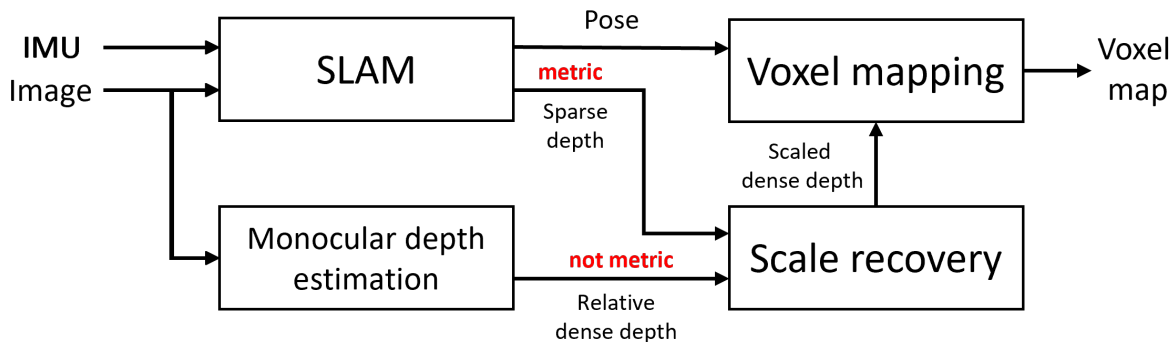 IMU
Image
SLAM
Pose
metric
Sparse
depth
Voxel mapping
Voxel
map
Scaled
dense depth
Monocular depth
estimation
not metric
Relative
dense depth
Scale recovery